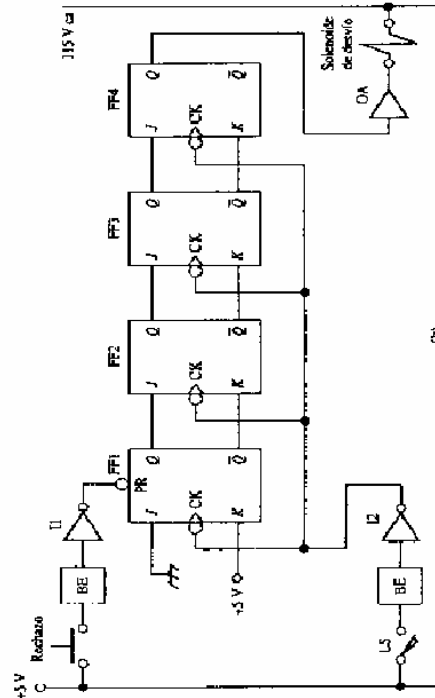 +5 V
Rechazo
BE
I1
FF1
PR
J
Q
CK
K
Q̅
+5 V
FF2
J
Q
CK
K
Q̅
FF3
J
Q
CK
K
Q̅
FF4
J
Q
CK
K
Q̅
LS
BE
I2
OA
Solenoide
de desvío
115 V ca
(b)